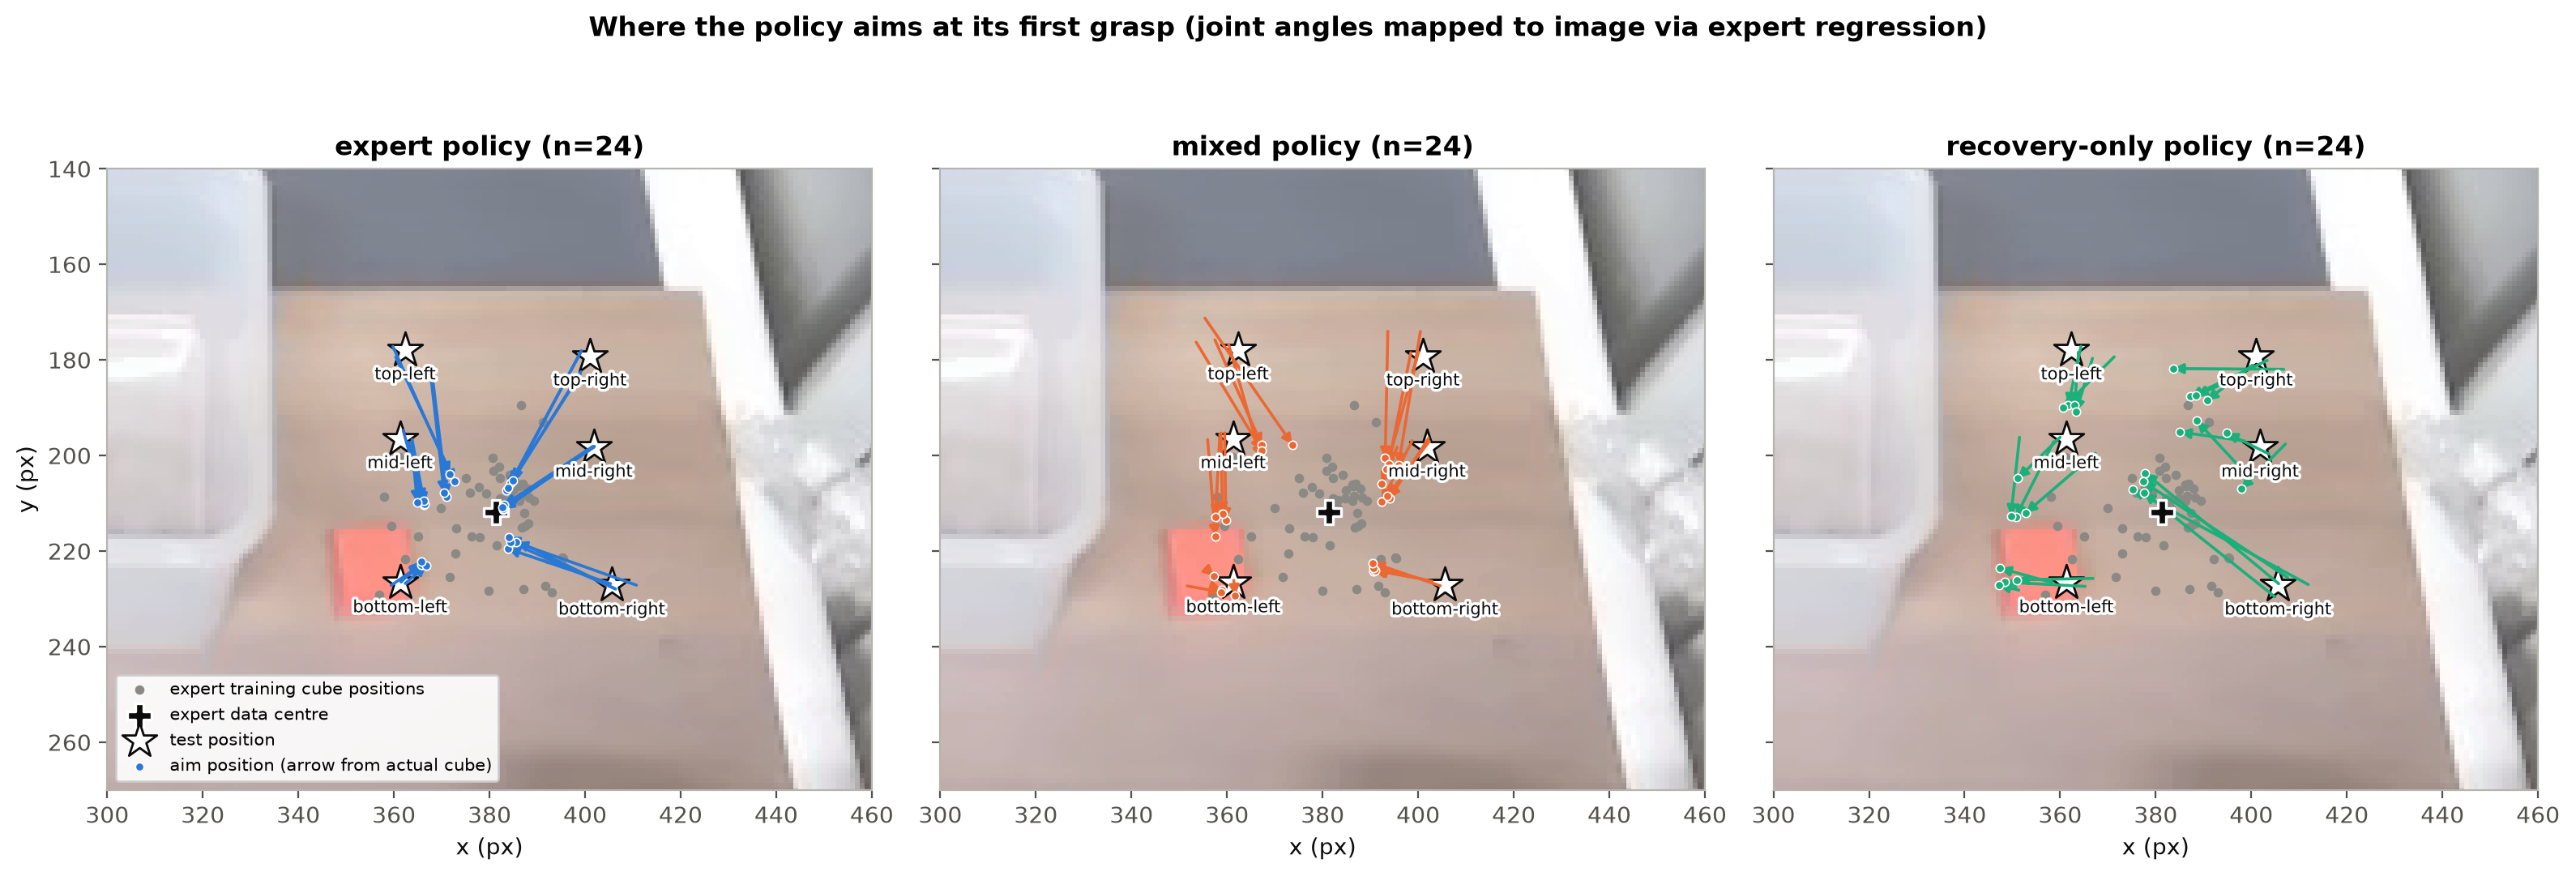 Where the policy aims at its first grasp (joint angles mapped to image via expert regression)
expert policy (n=24)
mixed policy (n=24)
recovery-only policy (n=24)
140
160
180
200
220
240
260
y (px)
top-left
top-right
mid-left
mid-right
bottom-left
bottom-right
expert training cube positions
expert data centre
test position
aim position (arrow from actual cube)
300 320 340 360 380 400 420 440 460
x (px)
top-left
top-right
mid-left
mid-right
bottom-left
bottom-right
300 320 340 360 380 400 420 440 460
x (px)
top-left
top-right
mid-left
mid-right
bottom-left
bottom-right
300 320 340 360 380 400 420 440 460
x (px)